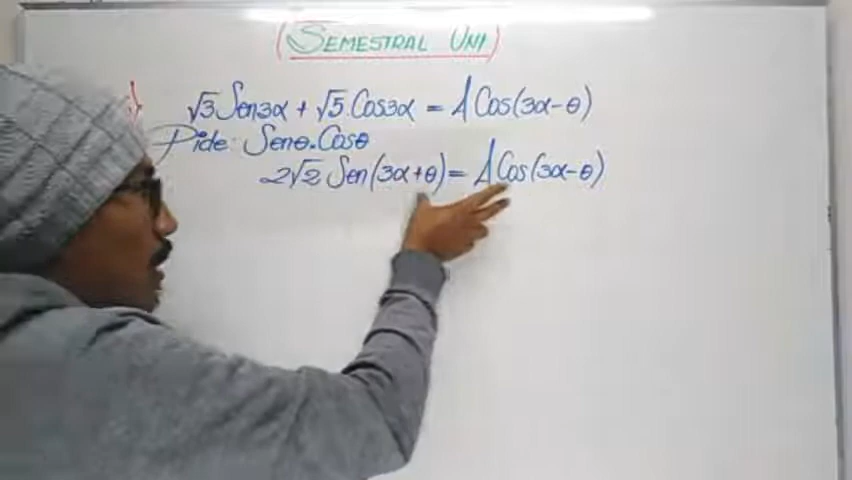 (SEMESTRAL UNI)
√3 Sen3α + √5 Cos3α = A Cos(3α-θ)
Pide: Senθ.Cosθ
2√2 Sen(3α+θ) = A Cos(3α-θ)